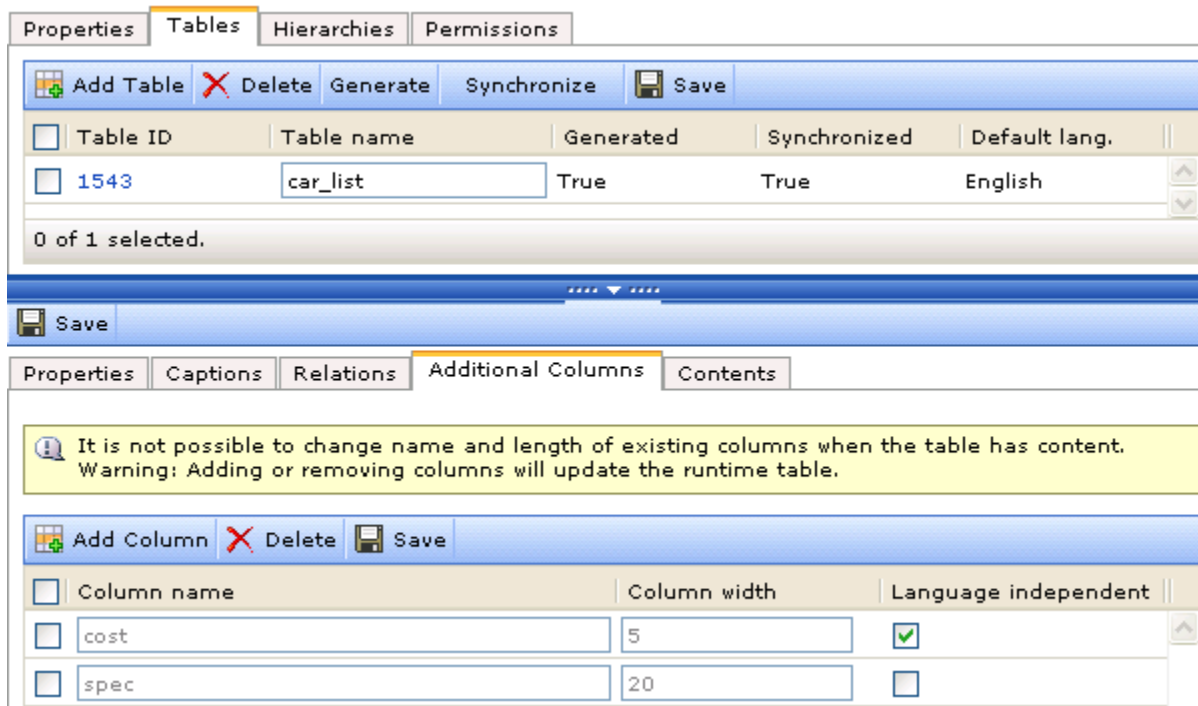 Properties Tables Hierarchies Permissions
Add Table Delete Generate Synchronize Save
Table ID Table name Generated Synchronized Default lang.
1543 car_list True True English
0 of 1 selected.
Save
Properties Captions Relations Additional Columns Contents
It is not possible to change name and length of existing columns when the table has content.
Warning: Adding or removing columns will update the runtime table.
Add Column Delete Save
Column name Column width Language independent
cost 5
spec 20